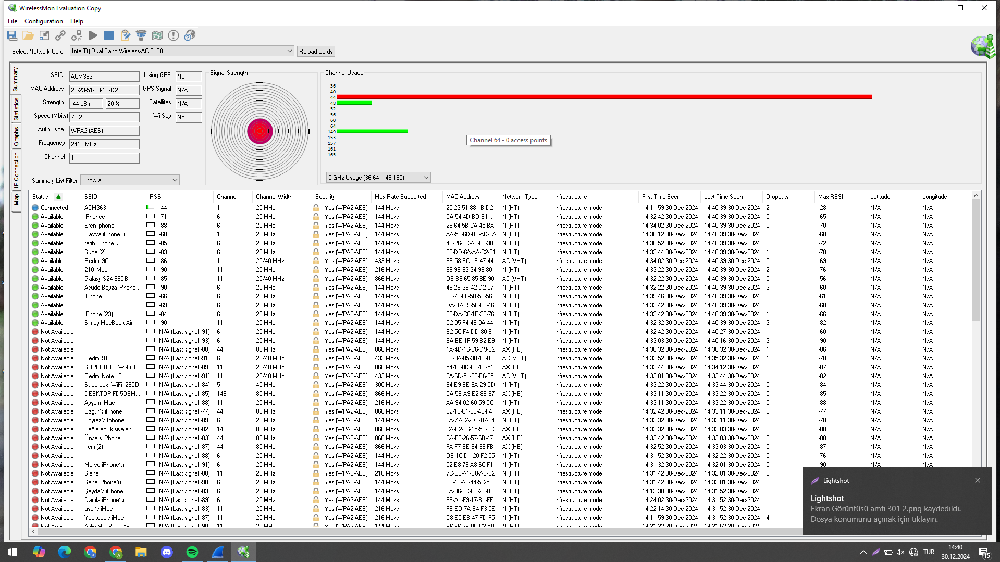 WirelessMon Evaluation Copy
File Configuration Help
Select Network Card Intel(R) Dual Band Wireless-AC 3168 Reload Cards
Summary
Statistics
Graphs
IP Connection
Map
SSID ACM363 Using GPS No
MAC Address 20-23-51-88-1B-D2 GPS Signal N/A
Strength -44 dBm 20 % Satellites N/A
Speed (Mbits) 72.2 Wi-Spy No
Auth Type WPA2 (AES)
Frequency 2412 MHz
Channel 1
Summary List Filter: Show all
Signal Strength
Channel Usage
36
40
44
48
52
56
60
64
149
153
157
161
165
Channel 64 - 0 access points
5 GHz Usage (36-64, 149-165)
Status SSID RSSI Channel Channel Width Security Max Rate Supported MAC Address Network Type Infrastructure First Time Seen Last Time Seen Dropouts Max RSSI Latitude Longitude
Connected ACM363 -44 1 20 MHz Yes (WPA2-AES) 144 Mb/s 20-23-51-88-1B-D2 N (HT) Infrastructure mode 14:11:59 30-Dec-2024 14:40:39 30-Dec-2024 2 -28 N/A N/A
Available iPhonee -71 6 20 MHz Yes (WPA2-AES) 144 Mb/s CA-54-4D-BD-E1-... N (HT) Infrastructure mode 14:32:42 30-Dec-2024 14:40:39 30-Dec-2024 0 -65 N/A N/A
Available Eren iphone -88 6 20 MHz Yes (WPA2-AES) 144 Mb/s 26-64-5B-CA-45-BA N (HT) Infrastructure mode 14:34:02 30-Dec-2024 14:40:39 30-Dec-2024 0 -70 N/A N/A
Available Havva iPhone´u -68 1 20 MHz Yes (WPA2-AES) 144 Mb/s AA-58-6D-BF-AD-0A N (HT) Infrastructure mode 14:38:12 30-Dec-2024 14:40:39 30-Dec-2024 0 -60 N/A N/A
Available fatih iPhone´u -85 6 20 MHz Yes (WPA2-AES) 144 Mb/s 4E-26-3C-A2-80-3B N (HT) Infrastructure mode 14:36:52 30-Dec-2024 14:40:39 30-Dec-2024 0 -72 N/A N/A
Available Sude (2) -83 6 20 MHz Yes (WPA2-AES) 144 Mb/s 96-DD-6A-AA-C2-21 N (HT) Infrastructure mode 14:33:44 30-Dec-2024 14:40:39 30-Dec-2024 1 -70 N/A N/A
Available Redmi 9C -86 1 20/40 MHz Yes (WPA2-AES) 433 Mb/s FE-58-BC-1E-47-44 AC (VHT) Infrastructure mode 14:34:02 30-Dec-2024 14:40:39 30-Dec-2024 0 -69 N/A N/A
Available 210 iMac -90 11 20 MHz Yes (WPA2-AES) 216 Mb/s 98-9E-63-34-98-80 N (HT) Infrastructure mode 14:33:22 30-Dec-2024 14:40:39 30-Dec-2024 2 -76 N/A N/A
Available Galaxy S24 66DB -85 11 20/40 MHz Yes (WPA2-AES) 866 Mb/s DE-B9-65-85-8E-90 AC (VHT) Infrastructure mode 14:32:22 30-Dec-2024 14:40:39 30-Dec-2024 0 -56 N/A N/A
Available Asude Beyza iPhone´u -90 6 20 MHz Yes (WPA2-AES) 144 Mb/s 46-2E-3E-42-D2-07 N (HT) Infrastructure mode 14:32:22 30-Dec-2024 14:40:39 30-Dec-2024 3 -60 N/A N/A
Available iPhone -66 6 20 MHz Yes (WPA2-AES) 144 Mb/s 62-70-FF-5B-59-56 N (HT) Infrastructure mode 14:39:46 30-Dec-2024 14:40:39 30-Dec-2024 0 -61 N/A N/A
Available -69 6 20 MHz Yes (WPA2-AES) 144 Mb/s DA-07-E9-5E-82-46 N (HT) Infrastructure mode 14:32:42 30-Dec-2024 14:40:39 30-Dec-2024 2 -68 N/A N/A
Available iPhone (23) -84 6 20 MHz Yes (WPA2-AES) 144 Mb/s F6-DA-C6-1E-20-76 N (HT) Infrastructure mode 14:32:42 30-Dec-2024 14:40:39 30-Dec-2024 1 -66 N/A N/A
Available Simay MacBook Air -90 11 20 MHz Yes (WPA2-AES) 144 Mb/s C2-05-F4-4B-0A-44 N (HT) Infrastructure mode 14:32:32 30-Dec-2024 14:40:39 30-Dec-2024 3 -82 N/A N/A
Not Available N/A (Last signal -91) 6 20 MHz Yes (WPA2-AES) 144 Mb/s B2-5C-F4-DD-80-61 N (HT) Infrastructure mode 14:32:42 30-Dec-2024 14:40:27 30-Dec-2024 1 -60 N/A N/A
Not Available N/A (Last signal -93) 6 20 MHz Yes (WPA2-AES) 144 Mb/s EA-EE-1F-59-B2-E9 N (HT) Infrastructure mode 14:33:03 30-Dec-2024 14:40:16 30-Dec-2024 3 -90 N/A N/A
Not Available N/A (Last signal -88) 44 80 MHz Yes (WPA2-AES) 866 Mb/s 1A-4D-16-C6-D9-E2 AX (HE) Infrastructure mode 14:36:32 30-Dec-2024 14:38:32 30-Dec-2024 1 -86 N/A N/A
Not Available Redmi 9T N/A (Last signal -91) 6 20/40 MHz Yes (WPA2-AES) 433 Mb/s 6E-8A-05-3B-1F-B2 AC (VHT) Infrastructure mode 14:32:52 30-Dec-2024 14:35:32 30-Dec-2024 1 -70 N/A N/A
Not Available SUPERBOX_Wi-Fi_6... N/A (Last signal -89) 11 20/40 MHz Yes (WPA2-AES) 866 Mb/s 54-1F-8D-CF-1B-51 AX (HE) Infrastructure mode 14:33:44 30-Dec-2024 14:34:12 30-Dec-2024 0 -87 N/A N/A
Not Available Redmi Note 13 N/A (Last signal -91) 11 20/40 MHz Yes (WPA2-AES) 433 Mb/s 3A-6D-51-99-E6-05 AC (VHT) Infrastructure mode 14:32:01 30-Dec-2024 14:33:44 30-Dec-2024 1 -82 N/A N/A
Not Available Superbox_WiFi_29CD N/A (Last signal -84) 5 40 MHz Yes (WPA2-AES) 300 Mb/s 94-E9-EE-8A-29-CD N (HT) Infrastructure mode 14:33:22 30-Dec-2024 14:33:44 30-Dec-2024 0 -84 N/A N/A
Not Available DESKTOP-FD5DBM... N/A (Last signal -85) 149 80 MHz Yes (WPA2-AES) 866 Mb/s CA-5E-A9-E2-8B-87 AX (HE) Infrastructure mode 14:33:11 30-Dec-2024 14:33:22 30-Dec-2024 0 -85 N/A N/A
Not Available Ayşem IMac N/A (Last signal -88) 11 20 MHz Yes (WPA2-AES) 216 Mb/s AA-94-02-60-59-CC N (HT) Infrastructure mode 14:33:11 30-Dec-2024 14:33:22 30-Dec-2024 0 -88 N/A N/A
Not Available Özgür´s iPhone N/A (Last signal -77) 44 80 MHz Yes (WPA2-AES) 866 Mb/s 32-18-C1-86-49-F4 AX (HE) Infrastructure mode 14:32:42 30-Dec-2024 14:33:11 30-Dec-2024 0 -77 N/A N/A
Not Available Poyraz´s Iphone N/A (Last signal -89) 6 20 MHz Yes (WPA2-AES) 144 Mb/s 6A-77-CA-DB-07-24 N (HT) Infrastructure mode 14:32:42 30-Dec-2024 14:33:11 30-Dec-2024 0 -78 N/A N/A
Not Available Çağla adlı kişiye ait S... N/A (Last signal -82) 149 80 MHz Yes (WPA2-AES) 866 Mb/s CA-B2-96-15-5E-6C AX (HE) Infrastructure mode 14:32:32 30-Dec-2024 14:33:03 30-Dec-2024 0 -80 N/A N/A
Not Available Ünsa´s iPhone N/A (Last signal -83) 44 80 MHz Yes (WPA2-AES) 866 Mb/s CA-F8-26-57-6B-47 AX (HE) Infrastructure mode 14:32:42 30-Dec-2024 14:33:03 30-Dec-2024 0 -80 N/A N/A
Not Available İrem (2) N/A (Last signal -87) 44 80 MHz Yes (WPA2-AES) 866 Mb/s FA-F7-BE-94-38-FB AX (HE) Infrastructure mode 14:32:52 30-Dec-2024 14:33:03 30-Dec-2024 0 -87 N/A N/A
Not Available N/A (Last signal -88) 6 20 MHz Yes (WPA2-AES) 144 Mb/s DE-1C-D1-20-F2-55 N (HT) Infrastructure mode 14:31:52 30-Dec-2024 14:32:22 30-Dec-2024 0 -76 N/A N/A
Not Available Merve iPhone´u N/A (Last signal -91) 6 20 MHz Yes (WPA2-AES) 144 Mb/s 02-E8-79-A8-6C-F1 N (HT) Infrastructure mode 14:31:32 30-Dec-2024 14:32:01 30-Dec-2024 0 -90 N/A N/A
Not Available Siena N/A (Last signal -88) 11 20 MHz Yes (WPA2-AES) 216 Mb/s 7C-C3-A1-B0-AE-B2 N (HT) Infrastructure mode 14:31:42 30-Dec-2024 14:32:01 30-Dec-2024 0
Not Available Sena iPhone´u N/A (Last signal -90) 6 20 MHz Yes (WPA2-AES) 144 Mb/s 92-46-A0-44-5C-50 N (HT) Infrastructure mode 14:31:42 30-Dec-2024 14:32:01 30-Dec-2024 0
Not Available Şeyda´s iPhone N/A (Last signal -83) 6 20 MHz Yes (WPA2-AES) 144 Mb/s 9A-06-9C-C6-26-B6 N (HT) Infrastructure mode 14:13:30 30-Dec-2024 14:31:52 30-Dec-2024 0
Not Available Damla iPhone´u N/A (Last signal -89) 6 20 MHz Yes (WPA2-AES) 144 Mb/s FE-A1-F9-17-B1-FE N (HT) Infrastructure mode 14:24:02 30-Dec-2024 14:31:52 30-Dec-2024 1
Not Available user´s iMac N/A (Last signal -83) 11 20 MHz Yes (WPA2-AES) 216 Mb/s FE-ED-7A-B4-F3-5E N (HT) Infrastructure mode 14:22:14 30-Dec-2024 14:31:52 30-Dec-2024 1
Not Available Yeditepe's iMac N/A (Last signal -87) 11 20 MHz Yes (WPA2-AES) 216 Mb/s C8-E0-EB-47-FD-F5 N (HT) Infrastructure mode 14:11:59 30-Dec-2024 14:31:52 30-Dec-2024 4
Lightshot
Lightshot
Ekran Görüntüsü amfi 301 2.png kaydedildi.
Dosya konumunu açmak için tıklayın.
TUR
14:40
30.12.2024
15